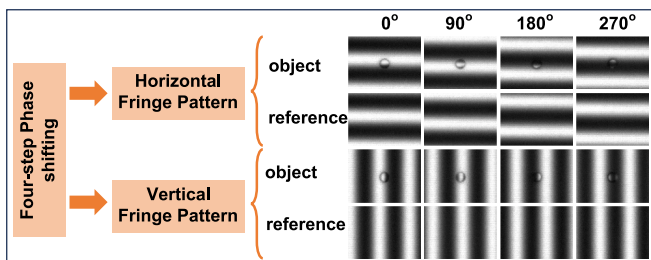 0° 90° 180° 270°
Four-step Phase
shifting
Horizontal
Fringe Pattern
object
reference
Vertical
Fringe Pattern
object
reference